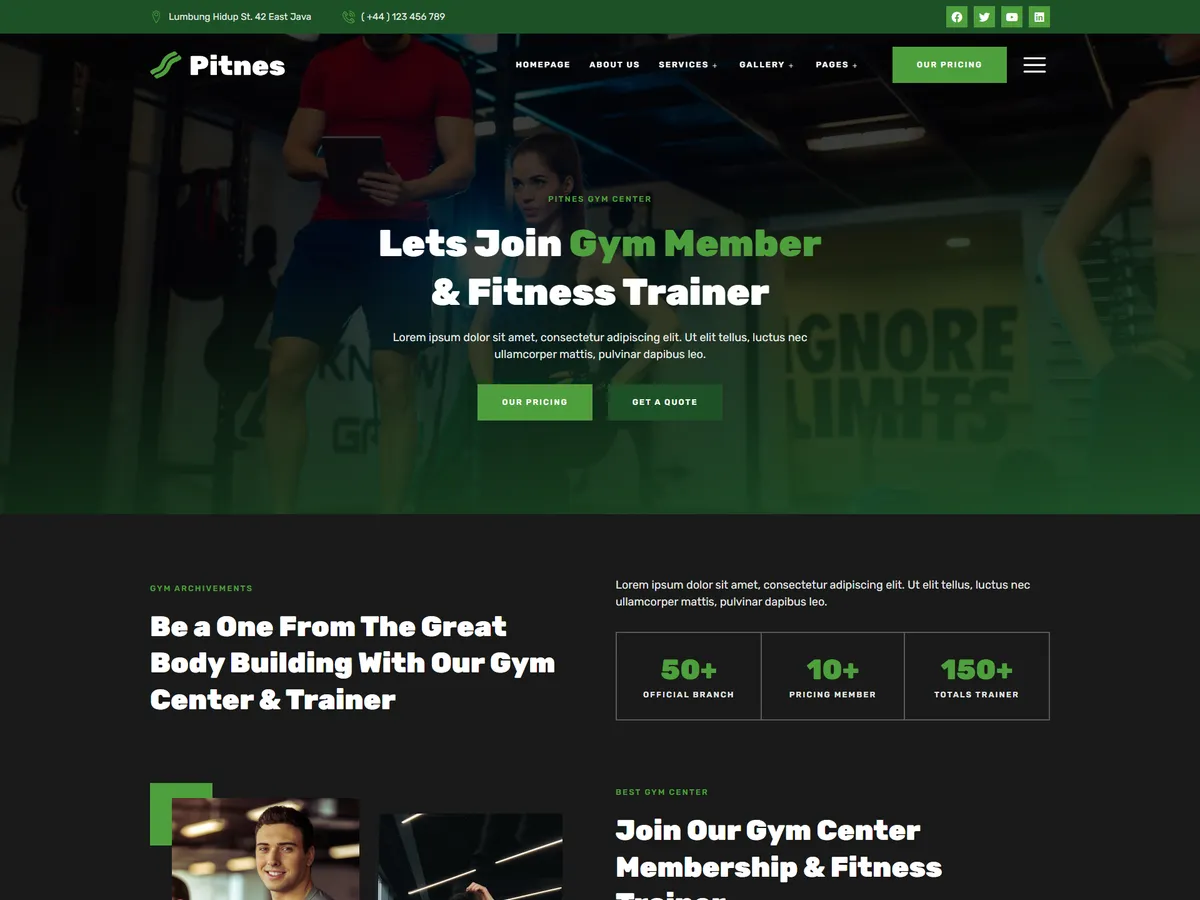 Lumbung Hidup St. 42 East Java
( +44 ) 123 456 789
Pitnes
HOMEPAGE
ABOUT US
SERVICES +
GALLERY +
PAGES +
OUR PRICING
PITNES GYM CENTER
Lets Join Gym Member
& Fitness Trainer
Lorem ipsum dolor sit amet, consectetur adipiscing elit. Ut elit tellus, luctus nec
ullamcorper mattis, pulvinar dapibus leo.
OUR PRICING
GET A QUOTE
KNOW
IGNORE
LIMITS
GYM ARCHIVEMENTS
Be a One From The Great
Body Building With Our Gym
Center & Trainer
Lorem ipsum dolor sit amet, consectetur adipiscing elit. Ut elit tellus, luctus nec
ullamcorper mattis, pulvinar dapibus leo.
50+
OFFICIAL BRANCH
10+
PRICING MEMBER
150+
TOTALS TRAINER
BEST GYM CENTER
Join Our Gym Center
Membership & Fitness
Trainer